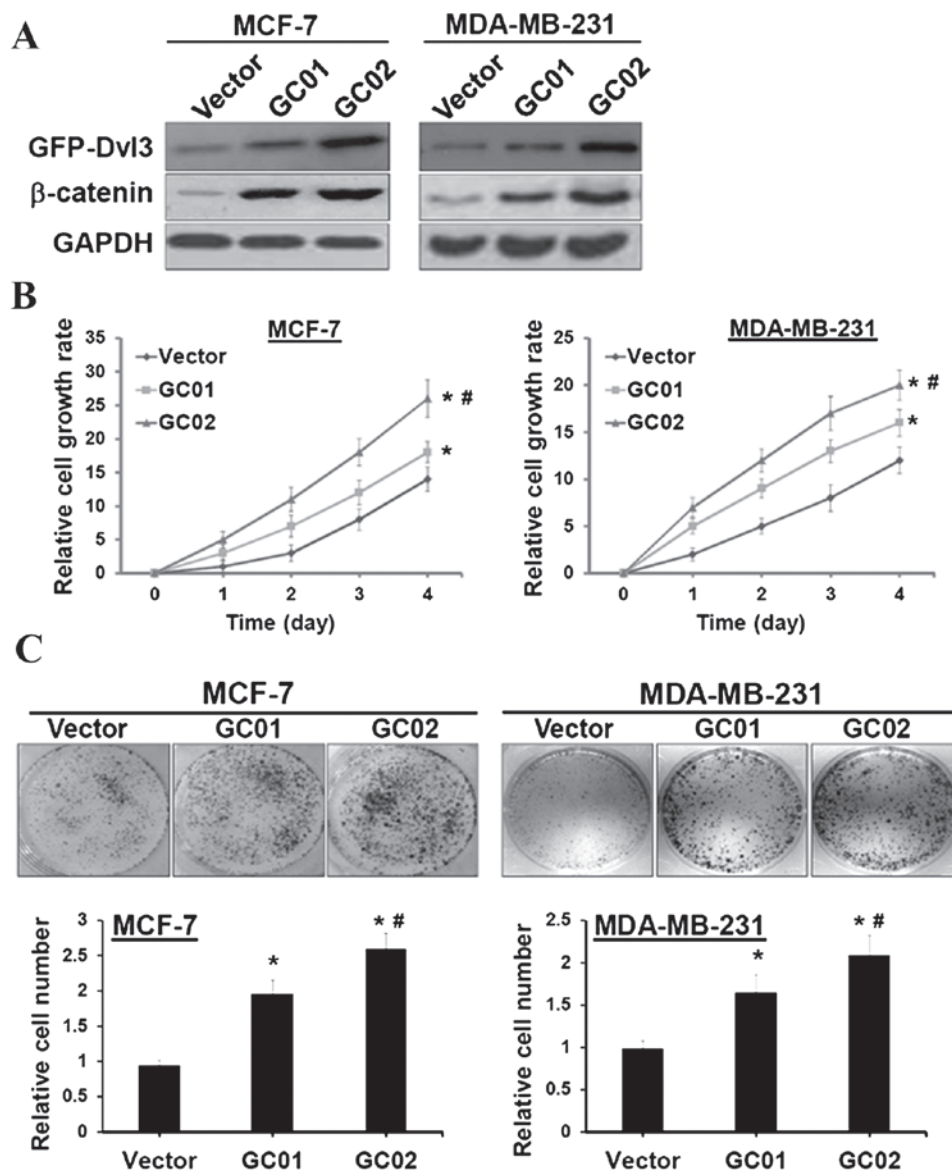 A
MCF-7 MDA-MB-231
Vector GC01 GC02 Vector GC01 GC02
GFP-Dvl3
β-catenin
GAPDH
B
MCF-7
Relative cell growth rate
35
30
25
20
15
10
5
0
Vector
GC01
GC02
* #
*
0 1 2 3 4
Time (day)
MDA-MB-231
Relative cell growth rate
25
20
15
10
5
0
Vector
GC01
GC02
* #
*
0 1 2 3 4
Time (day)
C
MCF-7 MDA-MB-231
Vector GC01 GC02 Vector GC01 GC02
MCF-7
Relative cell number
3
2.5
2
1.5
1
0.5
0
*
* #
Vector GC01 GC02
MDA-MB-231
Relative cell number
2.5
2
1.5
1
0.5
0
*
* #
Vector GC01 GC02